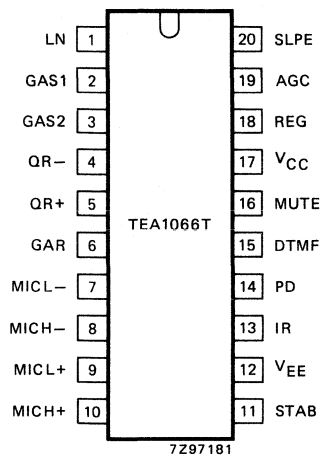 LN 1 20 SLPE
GAS1 2 19 AGC
GAS2 3 18 REG
QR− 4 17 VCC
QR+ 5 16 MUTE
TEA1066T
GAR 6 15 DTMF
MICL− 7 14 PD
MICH− 8 13 IR
MICL+ 9 12 VEE
MICH+ 10 11 STAB
7Z97181